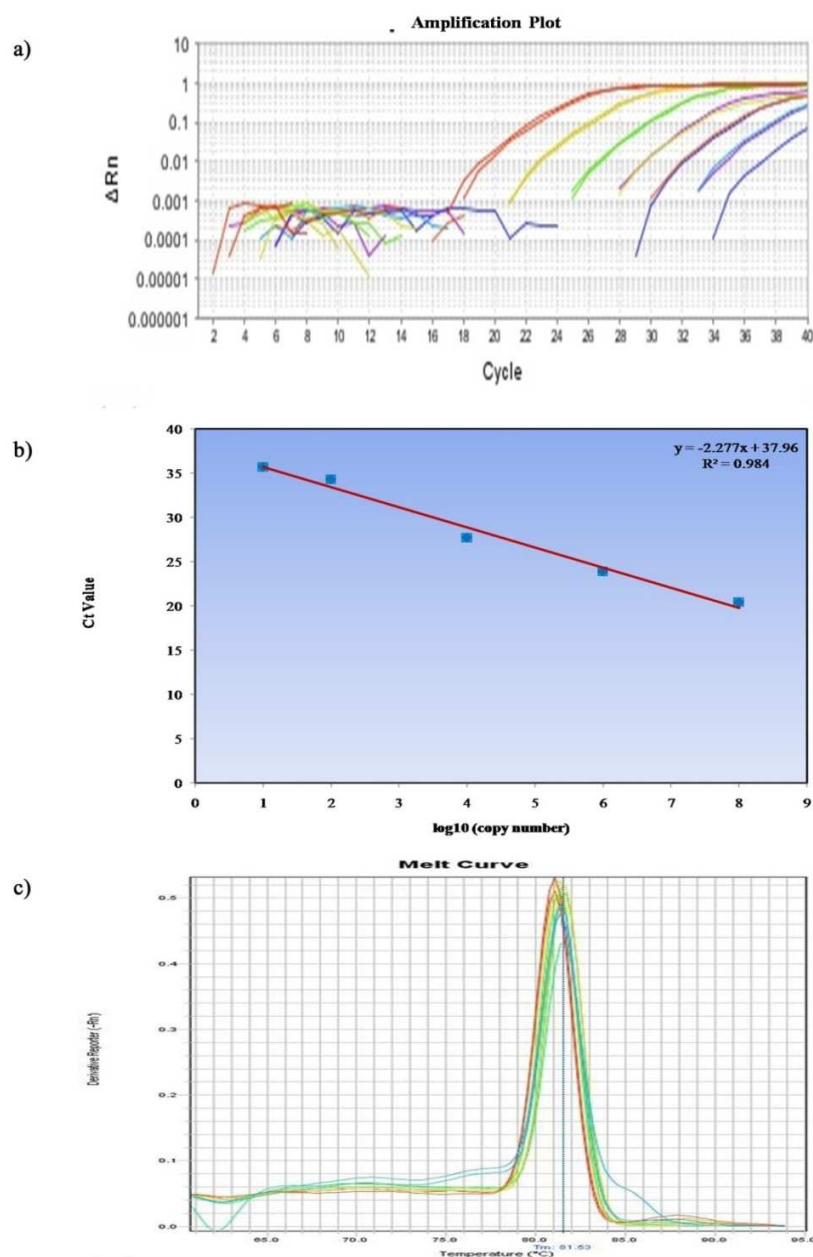 Amplification Plot
a)
10
1
0.1
0.01
0.001
0.0001
0.00001
0.000001
ΔRn
2 4 6 8 10 12 14 16 18 20 22 24 26 28 30 32 34 36 38 40
Cycle
b)
40
35
30
25
20
15
10
5
0
Ct Value
y = -2.277x + 37.96
R² = 0.984
0 1 2 3 4 5 6 7 8 9
log10 (copy number)
Melt Curve
c)
0.5
0.4
0.3
0.2
0.1
0.0
Derivative Reporter (-Rn)
65.0 70.0 75.0 80.0 85.0 90.0 95.0
Tm: 81.53
Temperature (°C)